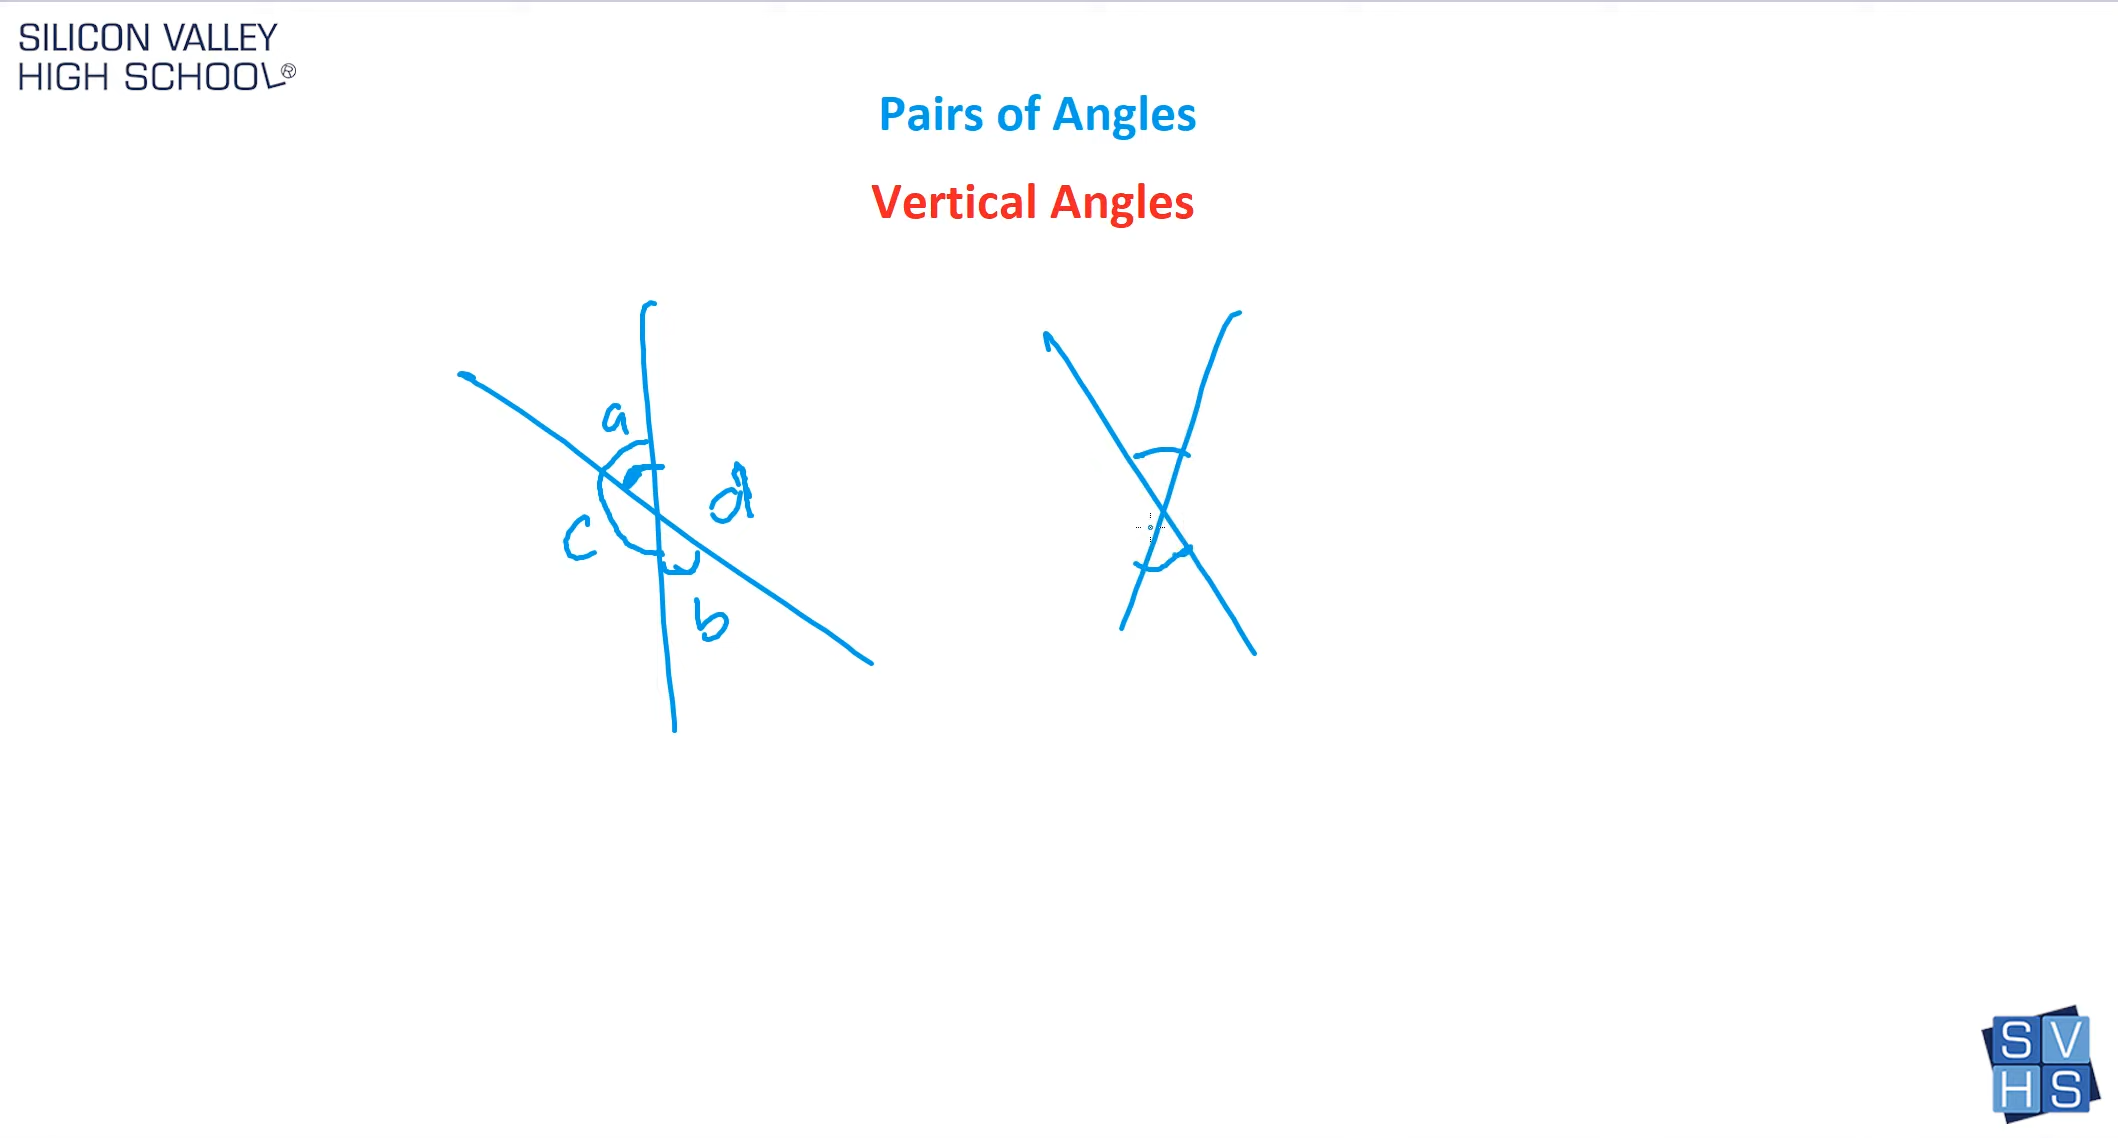 SILICON VALLEY
HIGH SCHOOL®
Pairs of Angles
Vertical Angles
a
d
c
b
SV
HS